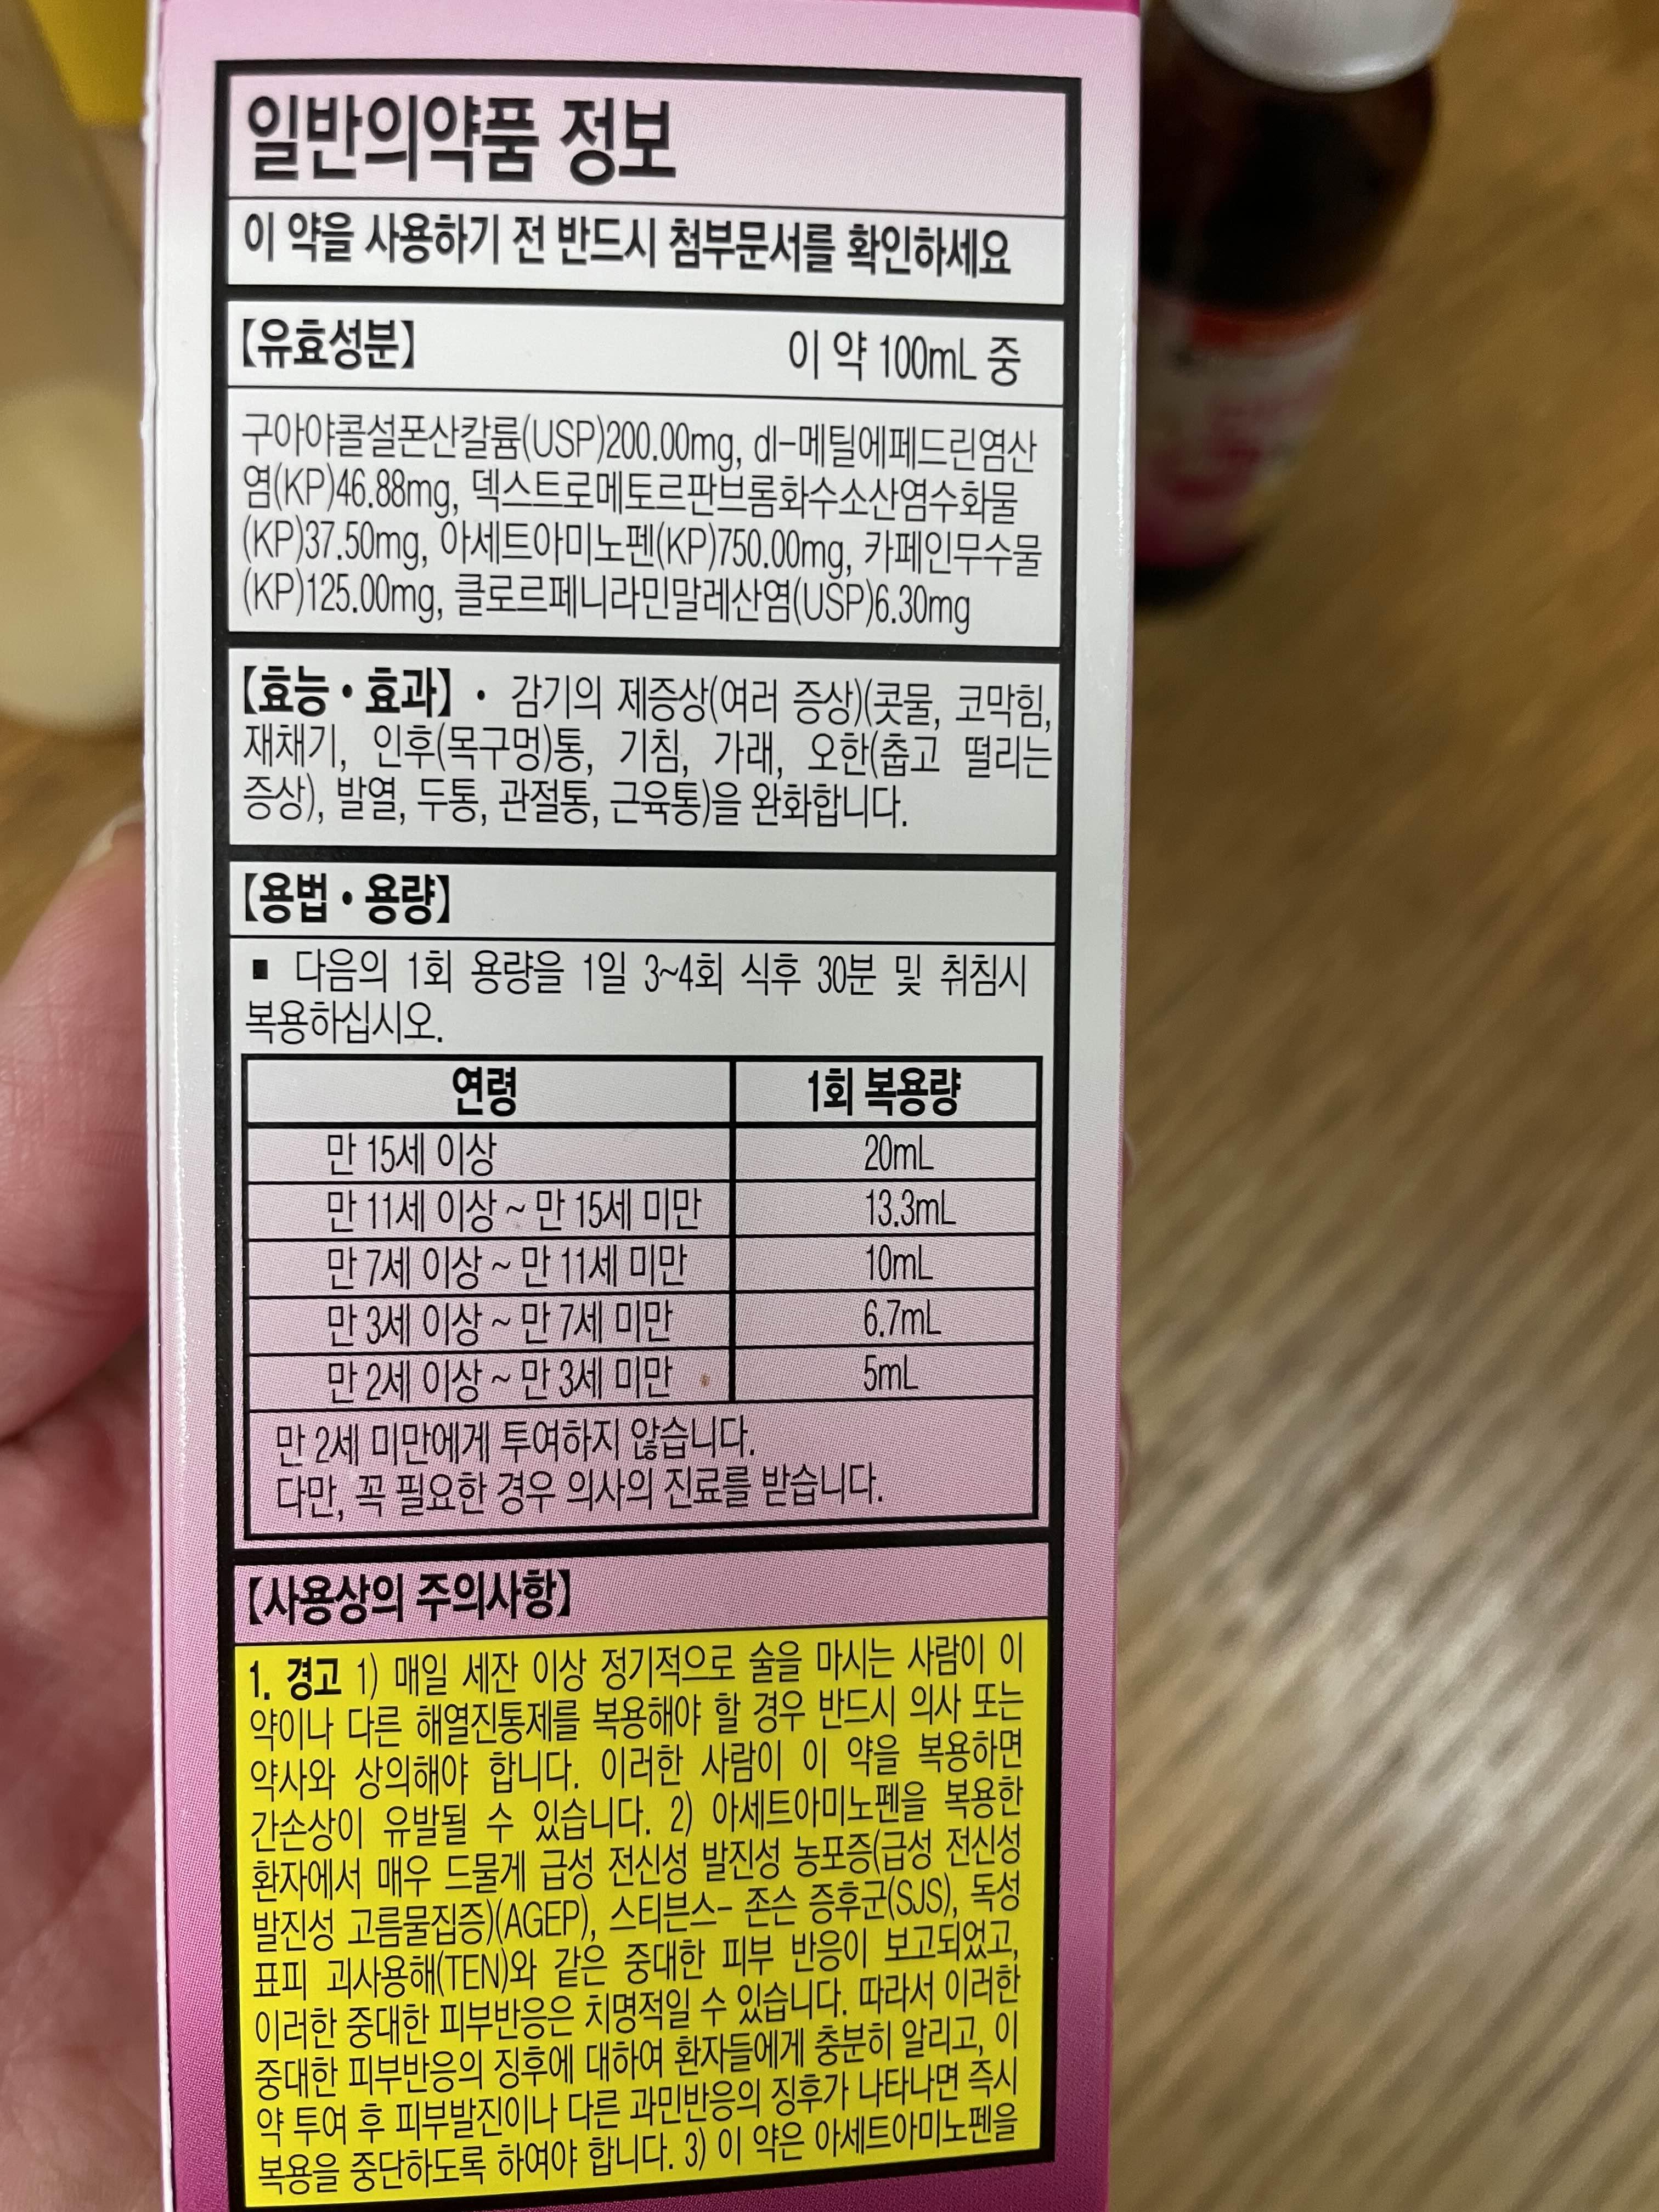 일반의약품 정보
이 약을 사용하기 전 반드시 첨부문서를 확인하세요
【유효성분】 이 약 100mL 중
구아야콜설폰산칼륨(USP)200.00mg, dl-메틸에페드린염산
염(KP)46.88mg, 덱스트로메토르판브롬화수소산염수화물
(KP)37.50mg, 아세트아미노펜(KP)750.00mg, 카페인무수물
(KP)125.00mg, 클로르페니라민말레산염(USP)6.30mg
【효능•효과】 • 감기의 제증상(여러 증상)(콧물, 코막힘,
재채기, 인후(목구멍)통, 기침, 가래, 오한(춥고 떨리는
증상), 발열, 두통, 관절통, 근육통)을 완화합니다.
【용법•용량】
■ 다음의 1회 용량을 1일 3~4회 식후 30분 및 취침시
복용하십시오.
연령 1회 복용량
만 15세 이상 20mL
만 11세 이상 ~ 만 15세 미만 13.3mL
만 7세 이상 ~ 만 11세 미만 10mL
만 3세 이상 ~ 만 7세 미만 6.7mL
만 2세 이상 ~ 만 3세 미만 5mL
만 2세 미만에게 투여하지 않습니다.
다만, 꼭 필요한 경우 의사의 진료를 받습니다.
【사용상의 주의사항】
1. 경고 1) 매일 세잔 이상 정기적으로 술을 마시는 사람이 이
약이나 다른 해열진통제를 복용해야 할 경우 반드시 의사 또는
약사와 상의해야 합니다. 이러한 사람이 이 약을 복용하면
간손상이 유발될 수 있습니다. 2) 아세트아미노펜을 복용한
환자에서 매우 드물게 급성 전신성 발진성 농포증(급성 전신성
발진성 고름물집증)(AGEP), 스티븐스- 존슨 증후군(SJS), 독성
표피 괴사용해(TEN)와 같은 중대한 피부 반응이 보고되었고,
이러한 중대한 피부반응은 치명적일 수 있습니다. 따라서 이러한
중대한 피부반응의 징후에 대하여 환자들에게 충분히 알리고, 이
약 투여 후 피부발진이나 다른 과민반응의 징후가 나타나면 즉시
복용을 중단하도록 하여야 합니다. 3) 이 약은 아세트아미노펜을